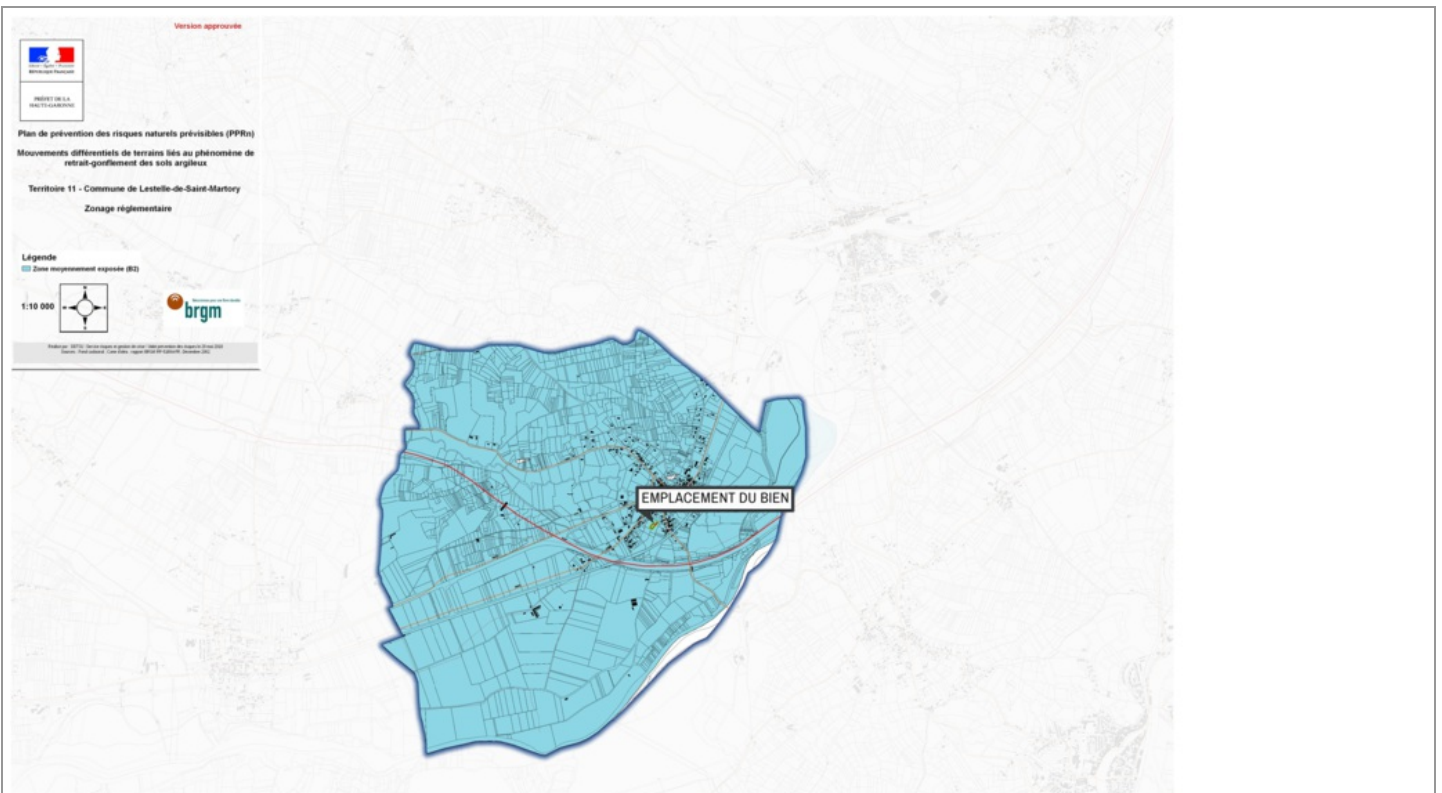 Version approuvée
RÉPUBLIQUE FRANÇAISE
PRÉFET DE LA
HAUTE-GARONNE
Plan de prévention des risques naturels prévisibles (PPRn)
Mouvements différentiels de terrains liés au phénomène de
retrait-gonflement des sols argileux
Territoire 11 - Commune de Lestelle-de-Saint-Martory
Zonage réglementaire
Légende
Zone moyennement exposée (B2)
1:10 000
brgm
EMPLACEMENT DU BIEN